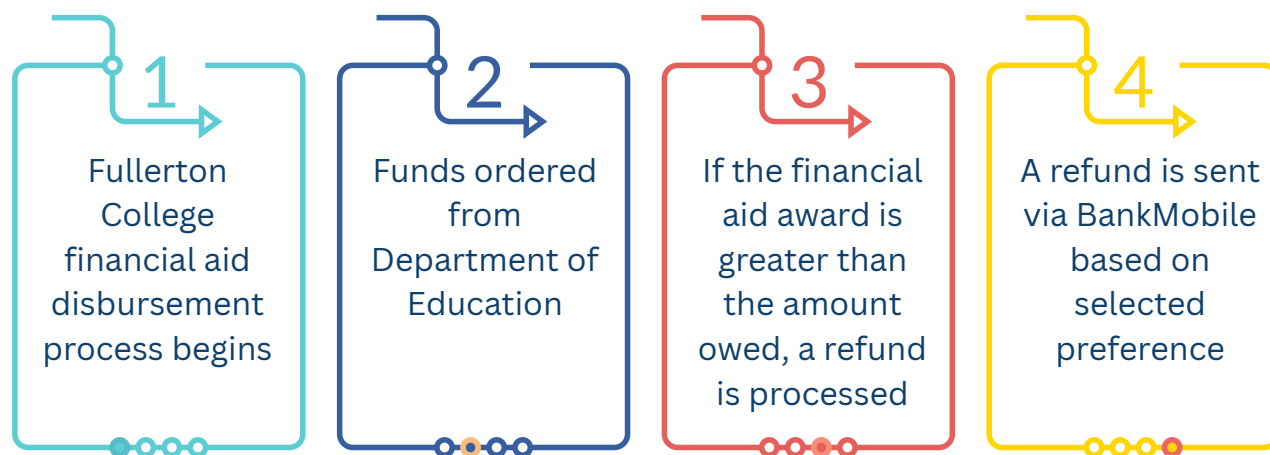 1
Fullerton
College
financial aid
disbursement
process begins
2
Funds ordered
from
Department of
Education
3
If the financial
aid award is
greater than
the amount
owed, a refund
is processed
4
A refund is sent
via BankMobile
based on
selected
preference